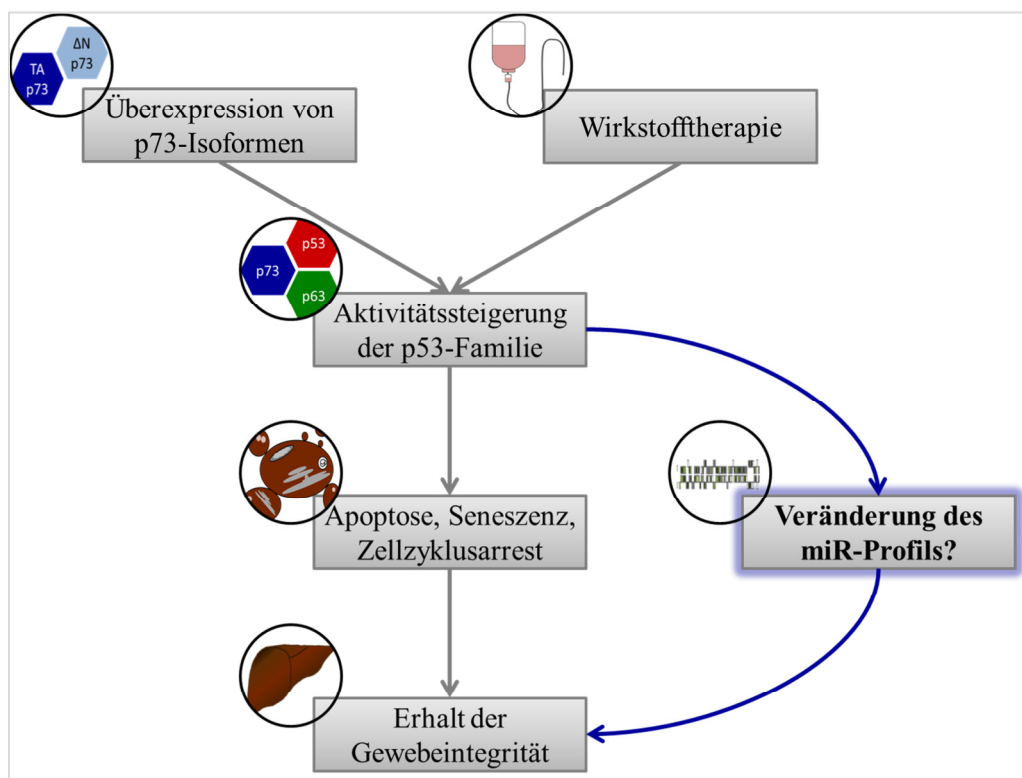 ΔN
p73
TA
p73
Überexpression von
p73-Isoformen
Wirkstofftherapie
p53
p73
p63
Aktivitätssteigerung
der p53-Familie
Apoptose, Seneszenz,
Zellzyklusarrest
Veränderung des
miR-Profils?
Erhalt der
Gewebeintegrität